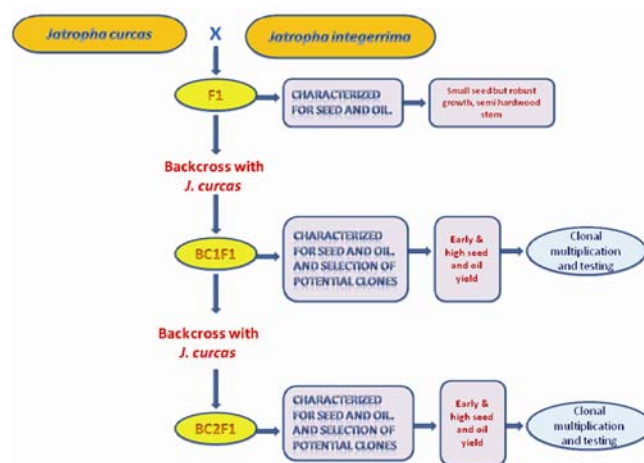 Jatropha curcas
X
Jatropha integerrima
F1
CHARACTERIZED
FOR SEED AND OIL.
Small seed but robust
growth, semi hardwood
stem
Backcross with
J. curcas
BC1F1
CHARACTERIZED
FOR SEED AND OIL,
AND SELECTION OF
POTENTIAL CLONES
Early &
high seed
and oil
yield
Clonal
multiplication
and testing
Backcross with
J. curcas
BC2F1
CHARACTERIZED
FOR SEED AND OIL,
AND SELECTION OF
POTENTIAL CLONES
Early &
high seed
and oil
yield
Clonal
multiplication
and testing